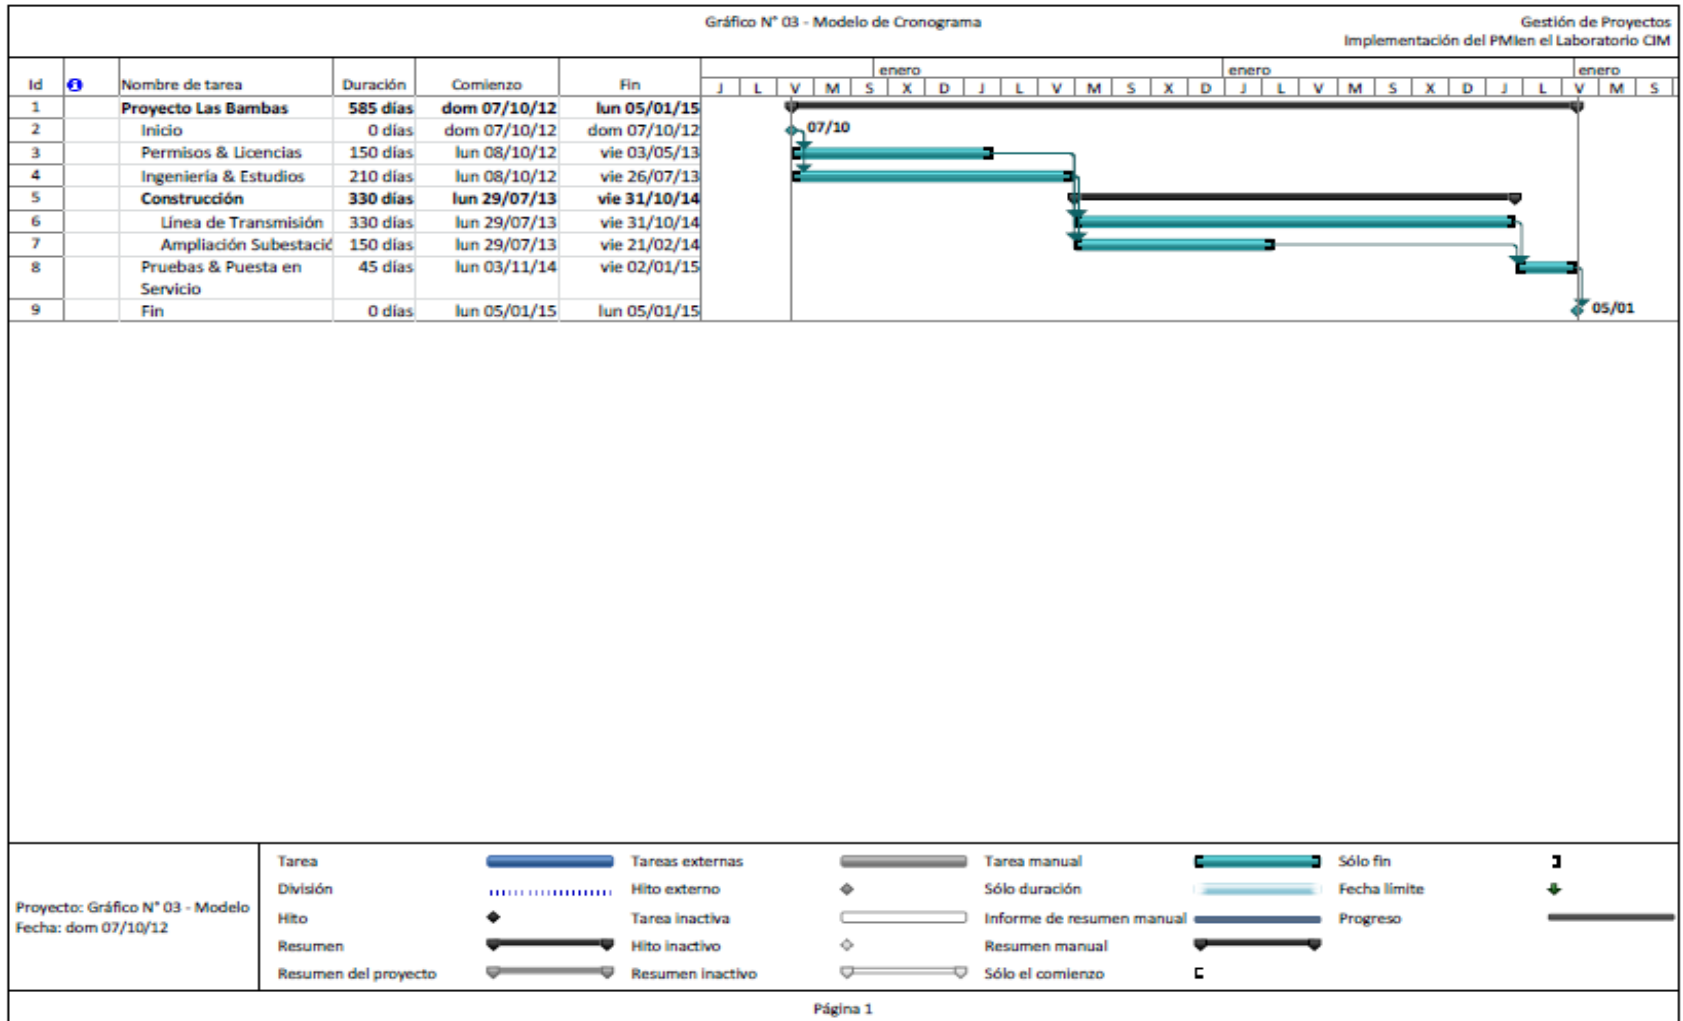 Gráfico N° 03 - Modelo de Cronograma
Gestión de Proyectos
Implementación del PMIen el Laboratorio CIM
Id Nombre de tarea Duración Comienzo Fin
enero enero enero
J L V M S X D J L V M S X D J L V M S X D J L V M S
1 Proyecto Las Bambas 585 días dom 07/10/12 lun 05/01/15
2 Inicio 0 días dom 07/10/12 dom 07/10/12 07/10
3 Permisos & Licencias 150 días lun 08/10/12 vie 03/05/13
4 Ingeniería & Estudios 210 días lun 08/10/12 vie 26/07/13
5 Construcción 330 días lun 29/07/13 vie 31/10/14
6 Línea de Transmisión 330 días lun 29/07/13 vie 31/10/14
7 Ampliación Subestació 150 días lun 29/07/13 vie 21/02/14
8 Pruebas & Puesta en 45 días lun 03/11/14 vie 02/01/15
Servicio
9 Fin 0 días lun 05/01/15 lun 05/01/15 05/01
Proyecto: Gráfico N° 03 - Modelo
Fecha: dom 07/10/12
Tarea Tareas externas Tarea manual Sólo fin
División Hito externo Sólo duración Fecha límite
Hito Tarea inactiva Informe de resumen manual Progreso
Resumen Hito inactivo Resumen manual
Resumen del proyecto Resumen inactivo Sólo el comienzo
Página 1